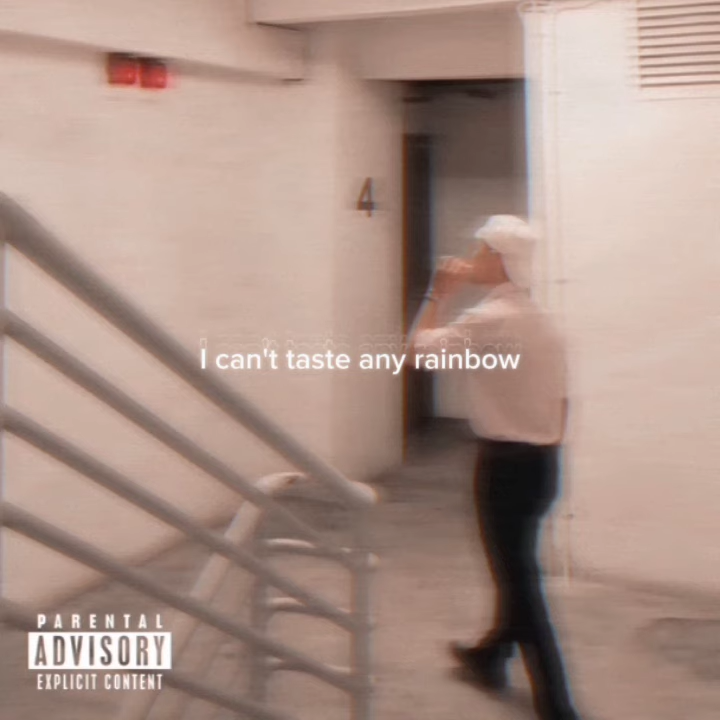 4
I can't taste any rainbow
PARENTAL
ADVISORY
EXPLICIT CONTENT